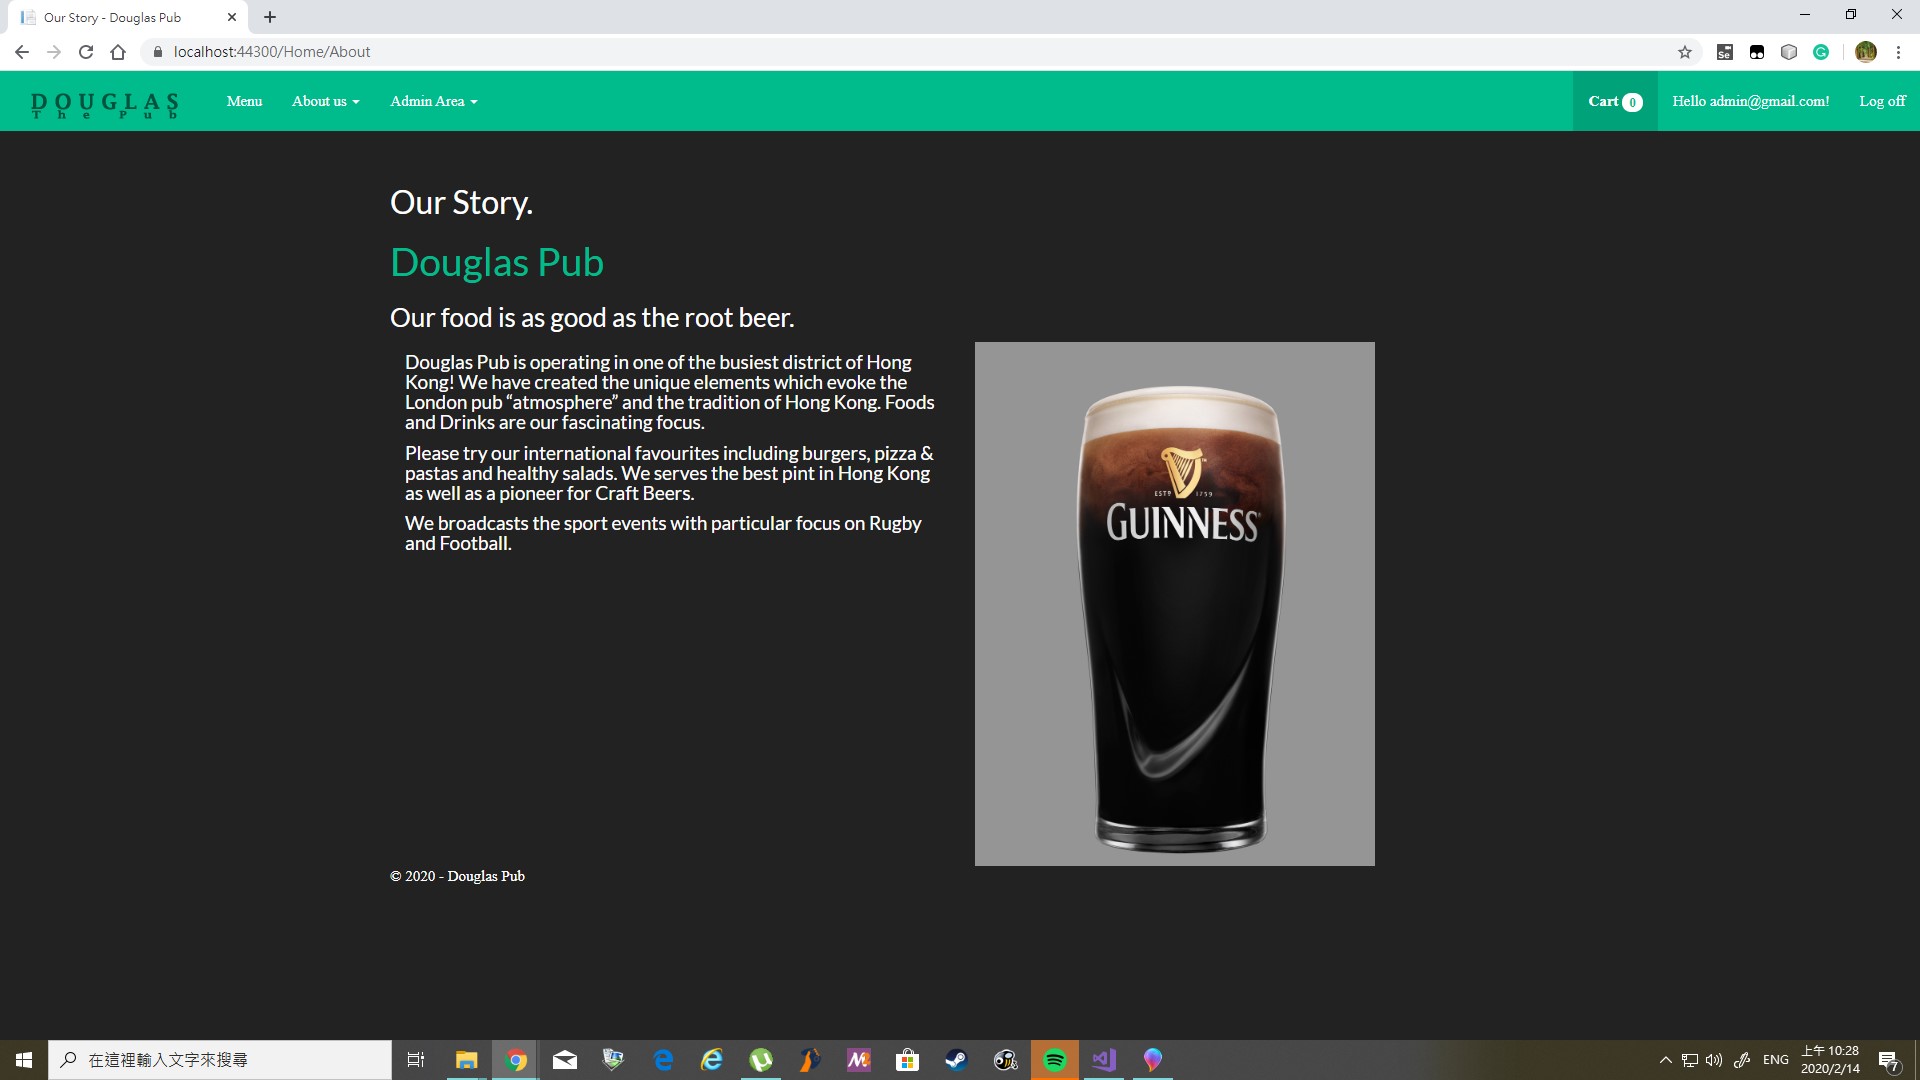 Our Story - Douglas Pub
localhost:44300/Home/About
DOUGLAS
The Pub
Menu
About us
Admin Area
Cart 0
Hello admin@gmail.com!
Log off
Our Story.
Douglas Pub
Our food is as good as the root beer.
Douglas Pub is operating in one of the busiest district of Hong
Kong! We have created the unique elements which evoke the
London pub “atmosphere” and the tradition of Hong Kong. Foods
and Drinks are our fascinating focus.
Please try our international favourites including burgers, pizza &
pastas and healthy salads. We serves the best pint in Hong Kong
as well as a pioneer for Craft Beers.
We broadcasts the sport events with particular focus on Rugby
and Football.
ESTD 1759
GUINNESS
© 2020 - Douglas Pub
在這裡輸入文字來搜尋
ENG
上午 10:28
2020/2/14
7